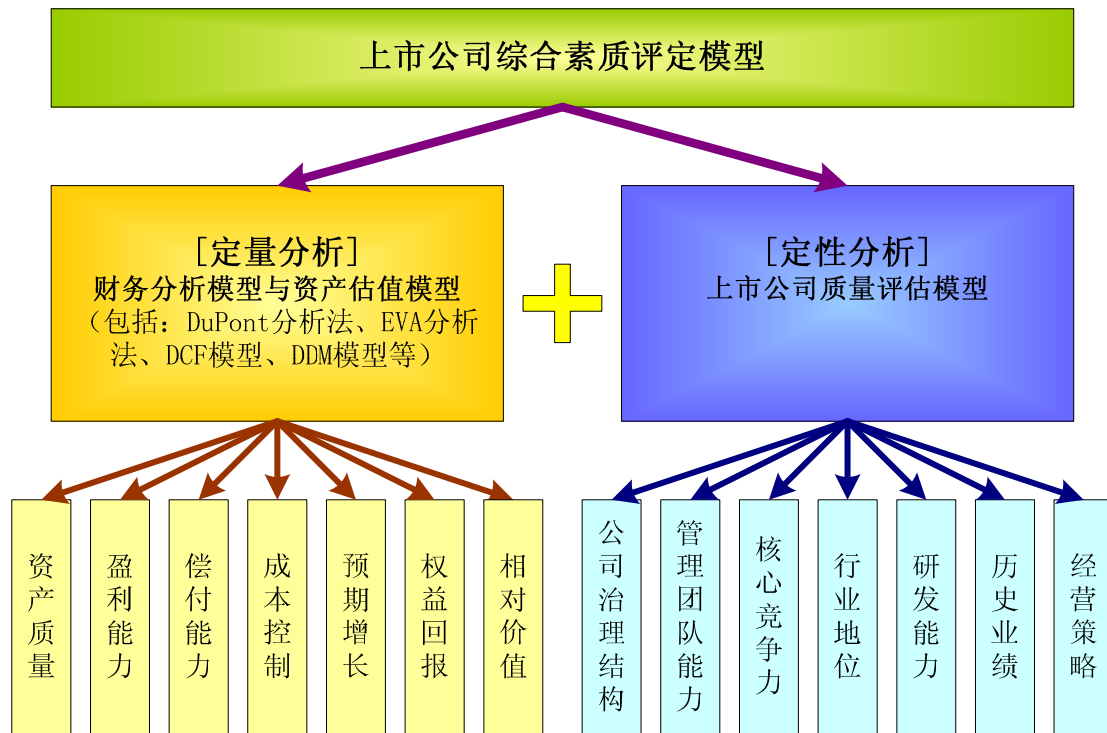 上市公司综合素质评定模型
[定量分析]
财务分析模型与资产估值模型
（包括：DuPont分析法、EVA分析
法、DCF模型、DDM模型等）
[定性分析]
上市公司质量评估模型
资产质量
盈利能力
偿付能力
成本控制
预期增长
权益回报
相对价值
公司治理结构
管理团队能力
核心竞争力
行业地位
研发能力
历史业绩
经营策略